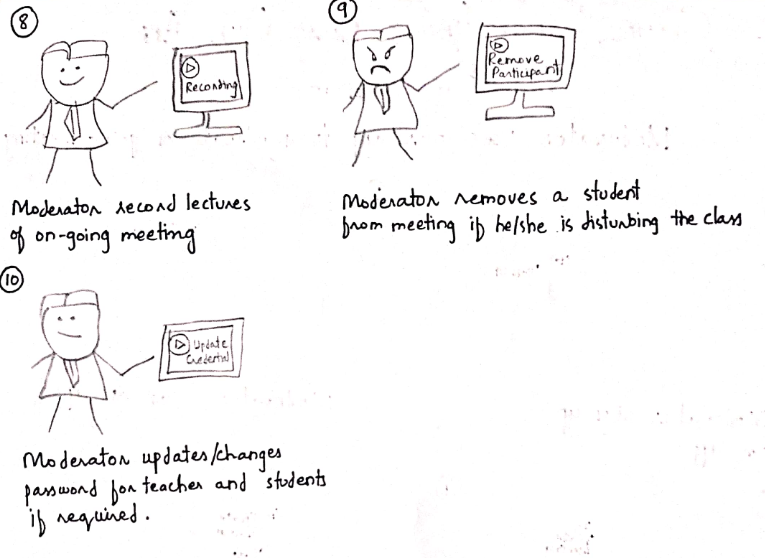 8
Recording
Moderator record lectures
of on-going meeting
9
Remove
Participant
Moderator removes a student
from meeting if he/she is disturbing the class
10
Update
Credential
Moderator updates/changes
password for teacher and students
if required.